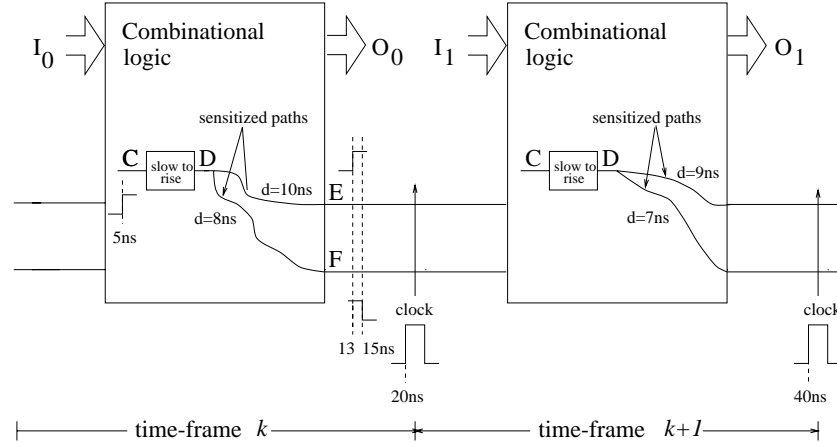 I0
Combinational
logic
O0
I1
Combinational
logic
O1
sensitized paths
C
slow to
rise
D
d=10ns
E
d=8ns
5ns
F
13
15ns
clock
20ns
sensitized paths
C
slow to
rise
D
d=9ns
d=7ns
clock
40ns
time-frame k
time-frame k+1